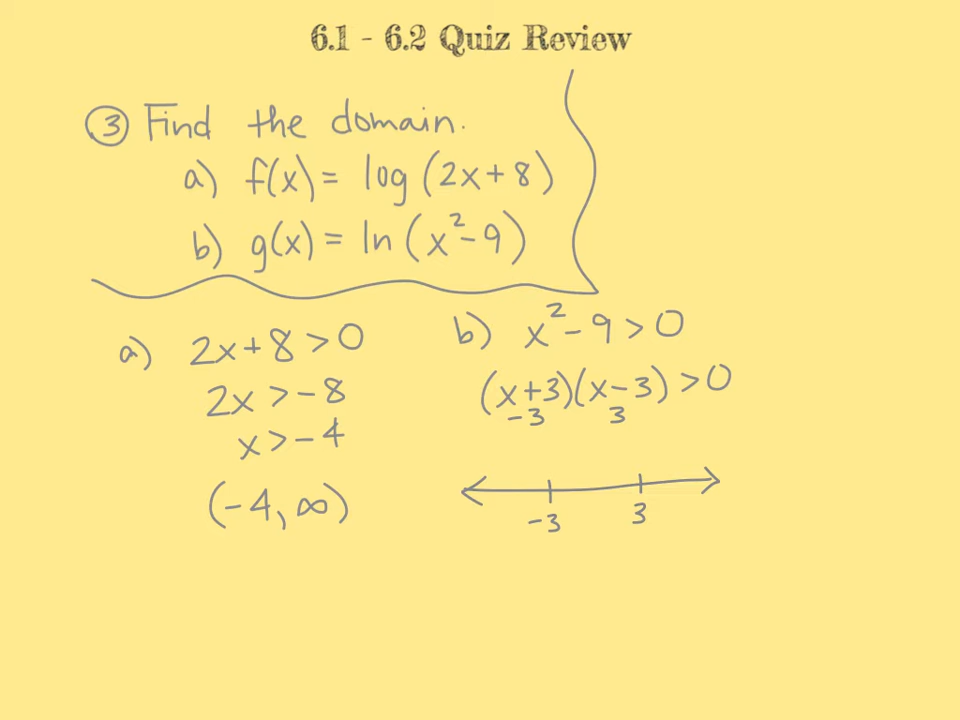 6.1 - 6.2 Quiz Review
③ Find the domain.
a) f(x) = log (2x+8)
b) g(x) = ln (x²-9)
a) 2x+8 > 0
2x > -8
x > -4
(-4, ∞)
b) x²-9 > 0
(x+3)(x-3) > 0
-3 3
-3 3